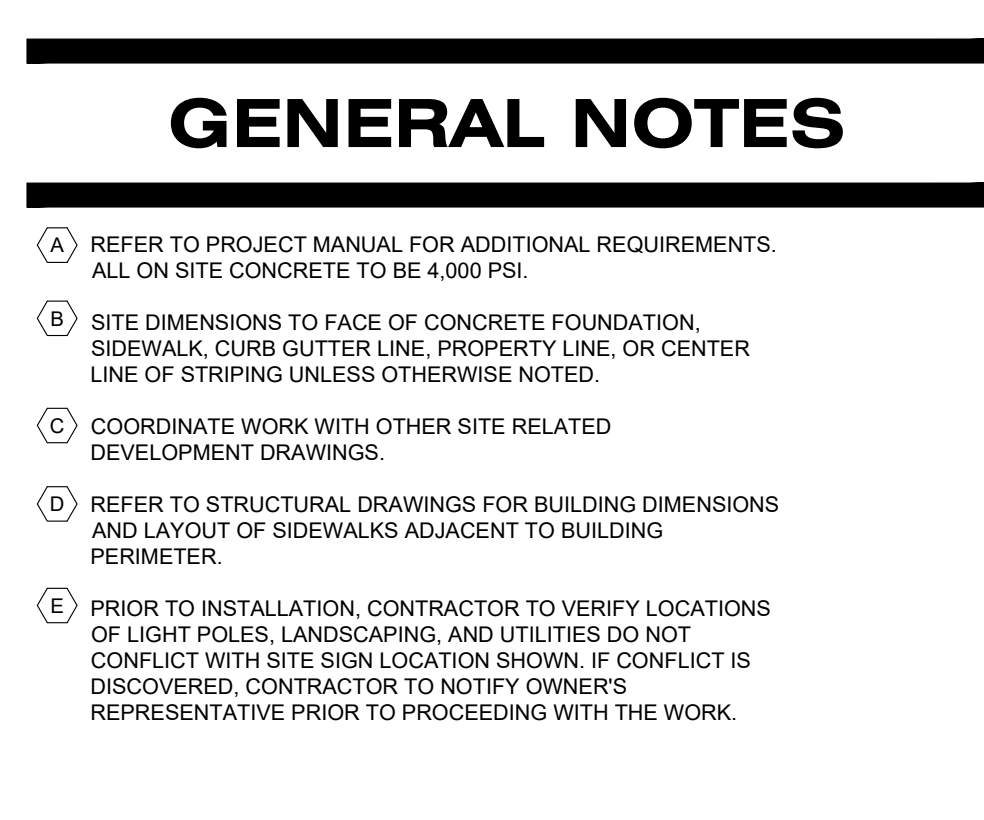 GENERAL NOTES
A REFER TO PROJECT MANUAL FOR ADDITIONAL REQUIREMENTS.
ALL ON SITE CONCRETE TO BE 4,000 PSI.
B SITE DIMENSIONS TO FACE OF CONCRETE FOUNDATION,
SIDEWALK, CURB GUTTER LINE, PROPERTY LINE, OR CENTER
LINE OF STRIPING UNLESS OTHERWISE NOTED.
C COORDINATE WORK WITH OTHER SITE RELATED
DEVELOPMENT DRAWINGS.
D REFER TO STRUCTURAL DRAWINGS FOR BUILDING DIMENSIONS
AND LAYOUT OF SIDEWALKS ADJACENT TO BUILDING
PERIMETER.
E PRIOR TO INSTALLATION, CONTRACTOR TO VERIFY LOCATIONS
OF LIGHT POLES, LANDSCAPING, AND UTILITIES DO NOT
CONFLICT WITH SITE SIGN LOCATION SHOWN. IF CONFLICT IS
DISCOVERED, CONTRACTOR TO NOTIFY OWNER'S
REPRESENTATIVE PRIOR TO PROCEEDING WITH THE WORK.